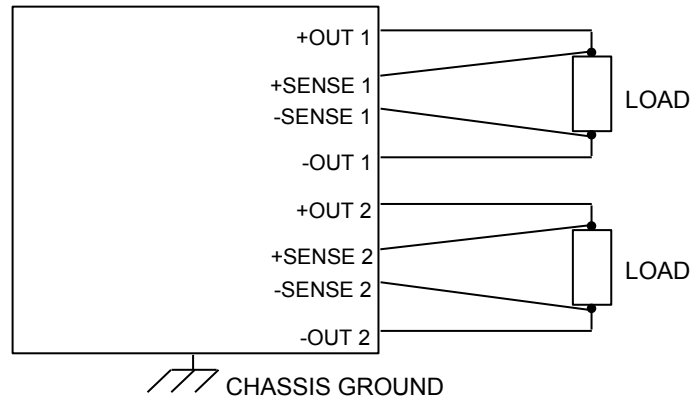 +OUT 1
+SENSE 1
-SENSE 1
-OUT 1
LOAD
+OUT 2
+SENSE 2
-SENSE 2
-OUT 2
LOAD
CHASSIS GROUND